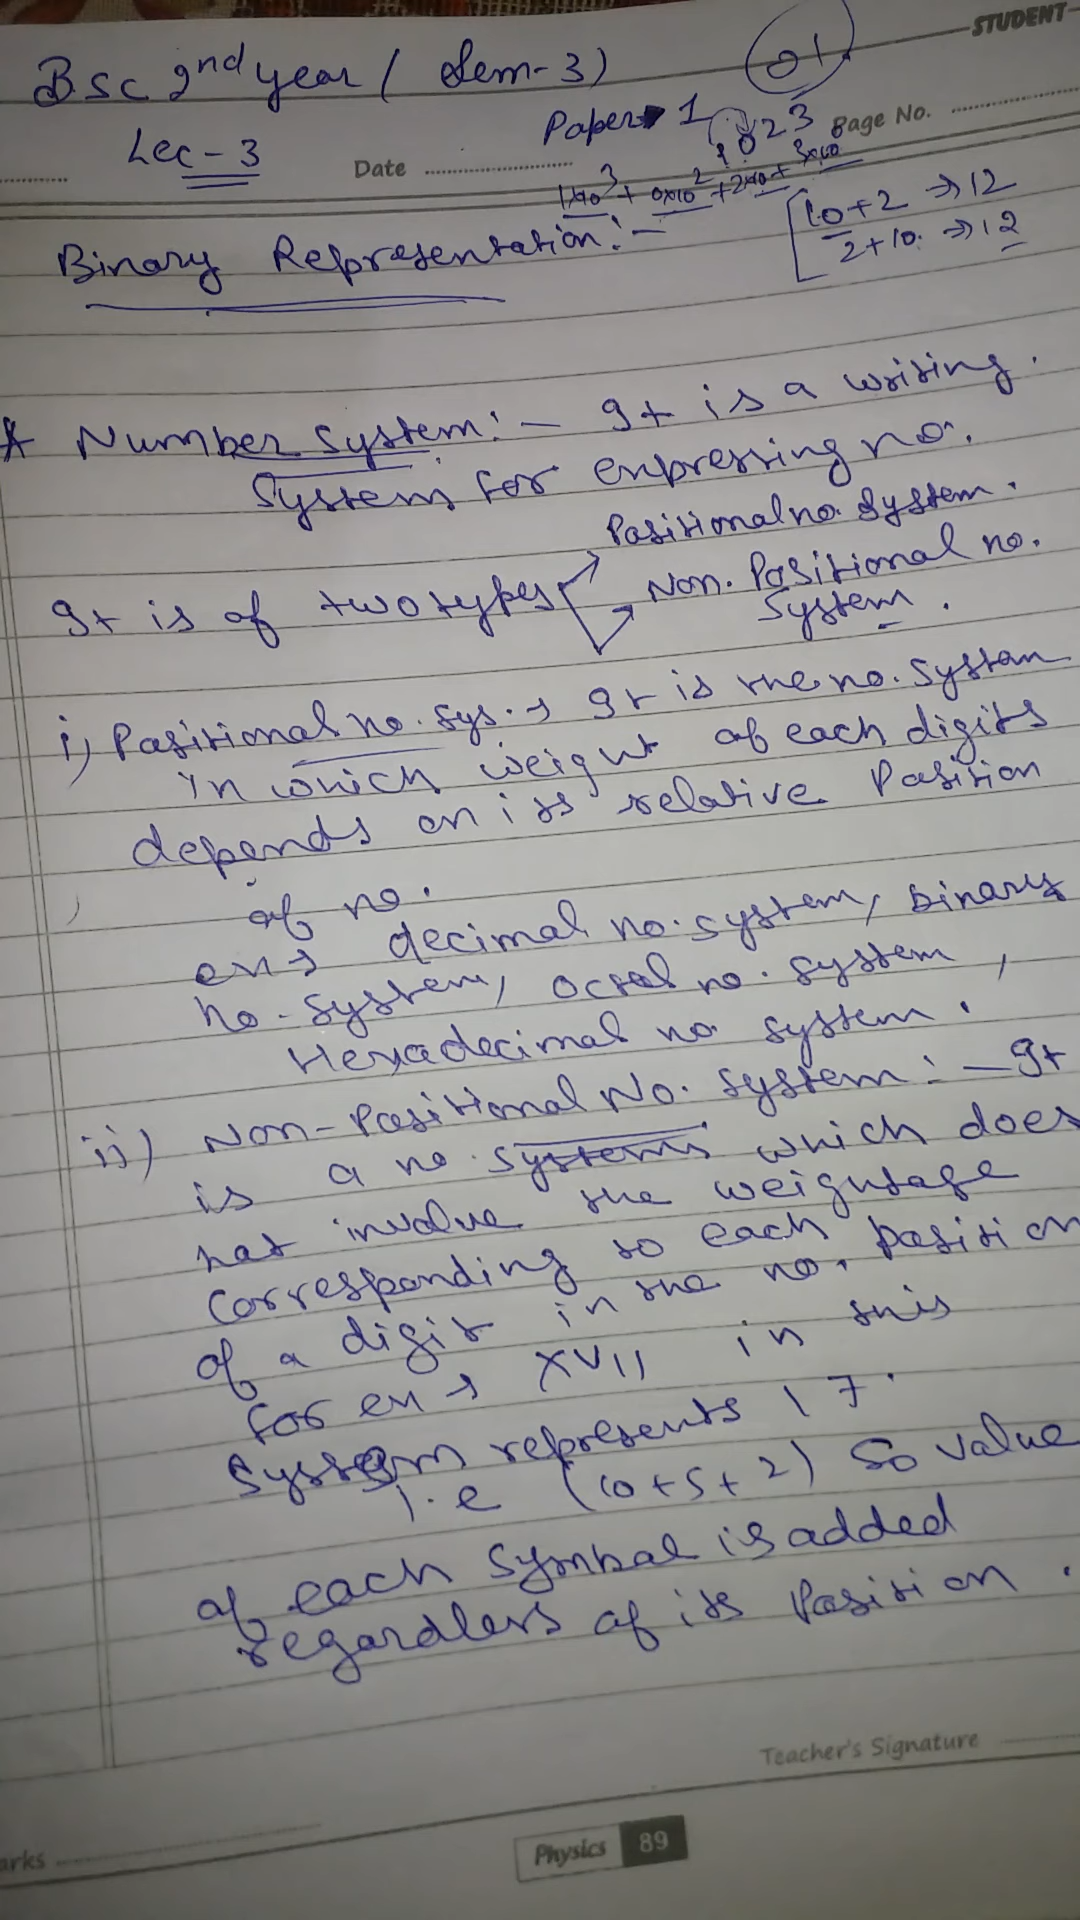 STUDENT
01
Bsc 2nd year ( Sem-3)
Paper 1
Lec-3
Date
1023
Page No.
1×10^3 + 0×10^2 + 2×10 + 3×10^0
10+2 → 12
2+10 → 12
Binary Representation:-
* Number System:- It is a writing
System for expressing no.
Positional no. System.
It is of two types
Non. Positional no.
System.
i) Positional no. Sys. → It is the no. System
in which weight of each digits
depends on its relative Position
of no.
ex → decimal no. system, binary
no. System, octal no. system,
Hexadecimal no. system.
ii) Non-Positional No. System:- It
is a no. systems which does
not involve the weightage
corresponding to each position
of a digit in the no.
for ex → XVII in this
System represents 17.
i.e (10+5+2) So value
of each Symbol is added
regardless of its Position.
Teacher's Signature
arks
Physics 89